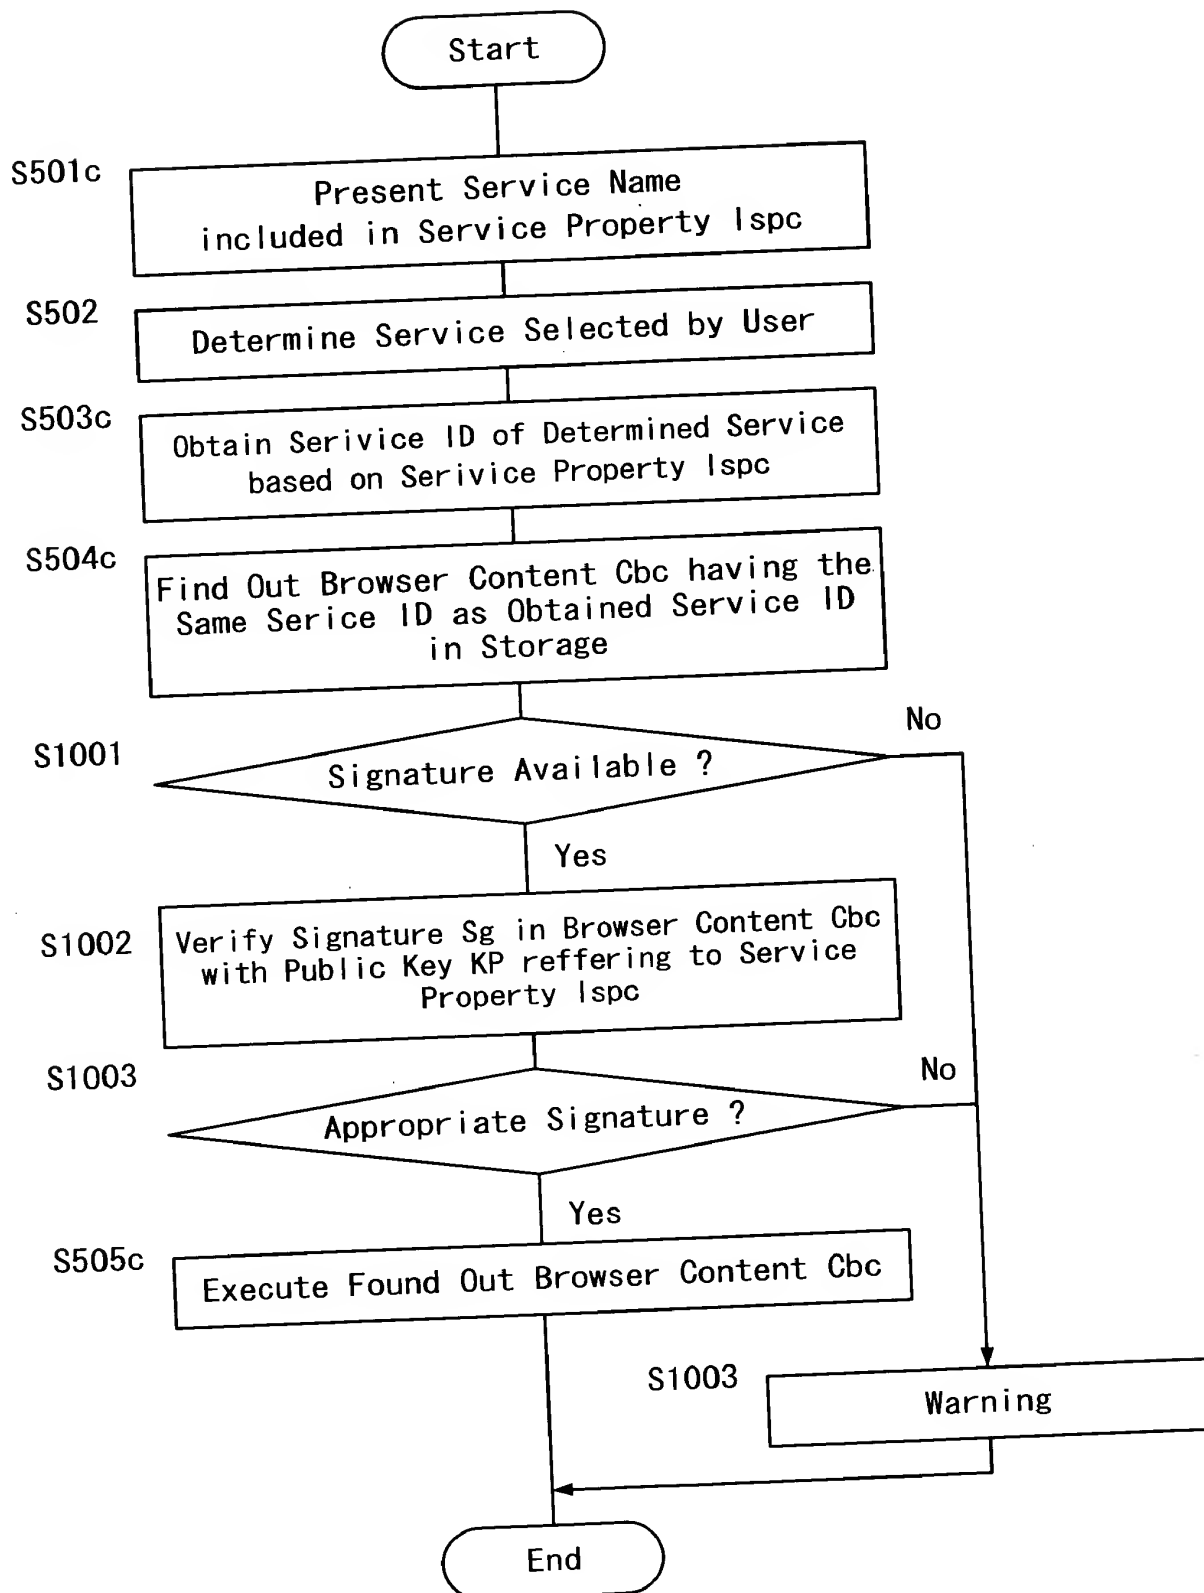 Start
S501c
Present Service Name
included in Service Property Ispc
S502
Determine Service Selected by User
S503c
Obtain Serivice ID of Determined Service
based on Serivice Property Ispc
S504c
Find Out Browser Content Cbc having the
Same Serice ID as Obtained Service ID
in Storage
S1001
Signature Available ?
No
Yes
S1002
Verify Signature Sg in Browser Content Cbc
with Public Key KP reffering to Service
Property Ispc
S1003
Appropriate Signature ?
No
Yes
S505c
Execute Found Out Browser Content Cbc
S1003
Warning
End